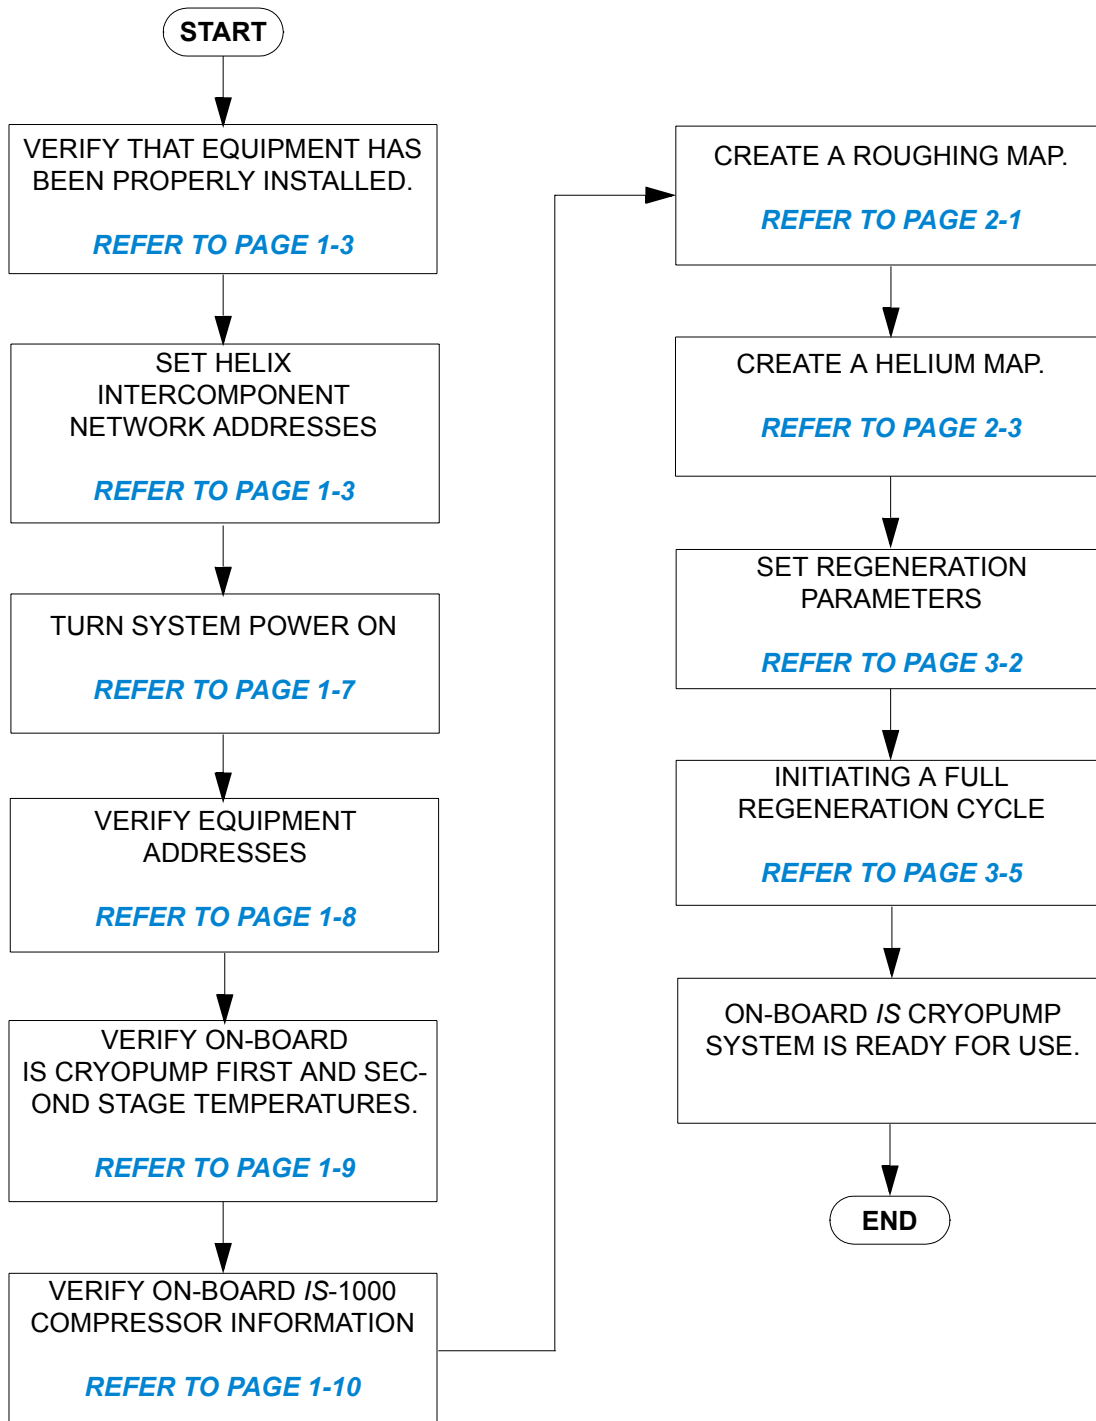 START
VERIFY THAT EQUIPMENT HAS
BEEN PROPERLY INSTALLED.
REFER TO PAGE 1-3
SET HELIX
INTERCOMPONENT
NETWORK ADDRESSES
REFER TO PAGE 1-3
TURN SYSTEM POWER ON
REFER TO PAGE 1-7
VERIFY EQUIPMENT
ADDRESSES
REFER TO PAGE 1-8
VERIFY ON-BOARD
IS CRYOPUMP FIRST AND SEC-
OND STAGE TEMPERATURES.
REFER TO PAGE 1-9
VERIFY ON-BOARD IS-1000
COMPRESSOR INFORMATION
REFER TO PAGE 1-10
CREATE A ROUGHING MAP.
REFER TO PAGE 2-1
CREATE A HELIUM MAP.
REFER TO PAGE 2-3
SET REGENERATION
PARAMETERS
REFER TO PAGE 3-2
INITIATING A FULL
REGENERATION CYCLE
REFER TO PAGE 3-5
ON-BOARD IS CRYOPUMP
SYSTEM IS READY FOR USE.
END